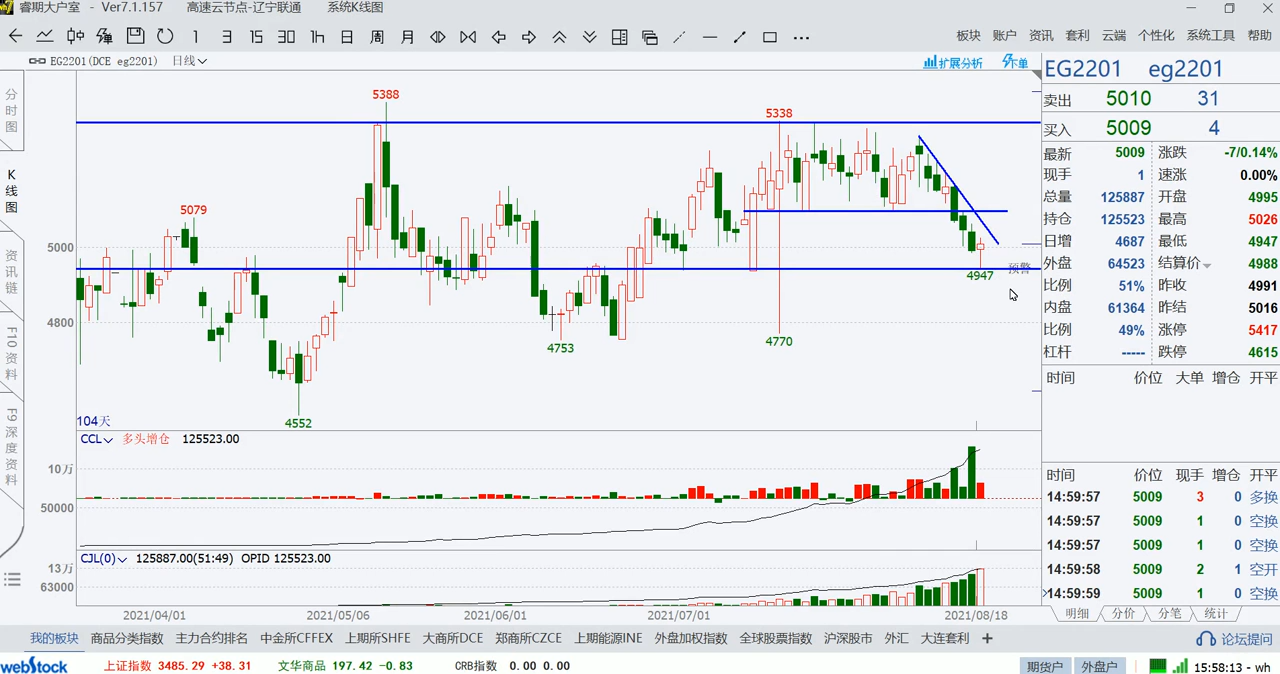 睿期大户室 - Ver7.1.157 高速云节点-辽宁联通 系统K线图
1 3 15 30 1h 日 周 月
板块 账户 资讯 套利 云端 个性化 系统工具 帮助
EG2201(DCE eg2201) 日线
扩展分析
下单
分时图
K线图
资讯链
F10资料
F9深度资料
5388
5338
5079
5000
4947
预警
4800
4753
4770
4552
104天
CCL 多头增仓 125523.00
10万
50000
CJL(0) 125887.00(51:49) OPID 125523.00
13万
63000
2021/04/01 2021/05/06 2021/06/01 2021/07/01 2021/08/18
EG2201 eg2201
卖出 5010 31
买入 5009 4
最新 5009 涨跌 -7/0.14%
现手 1 速涨 0.00%
总量 125887 开盘 4995
持仓 125523 最高 5026
日增 4687 最低 4947
外盘 64523 结算价 4988
比例 51% 昨收 4991
内盘 61364 昨结 5016
比例 49% 涨停 5417
杠杆 ----- 跌停 4615
时间 价位 大单 增仓 开平
时间 价位 现手 增仓 开平
14:59:57 5009 3 0 多换
14:59:57 5009 1 0 空换
14:59:57 5009 1 0 空换
14:59:58 5009 2 1 空开
14:59:59 5009 1 0 空换
明细 分价 分笔 统计
我的板块 商品分类指数 主力合约排名 中金所CFFEX 上期所SHFE 大商所DCE 郑商所CZCE 上期能源INE 外盘加权指数 全球股票指数 沪深股市 外汇 大连套利 +
论坛提问
webStock 上证指数 3485.29 +38.31 文华商品 197.42 -0.83 CRB指数 0.00 0.00 期货户 外盘户 15:58:13 - wh